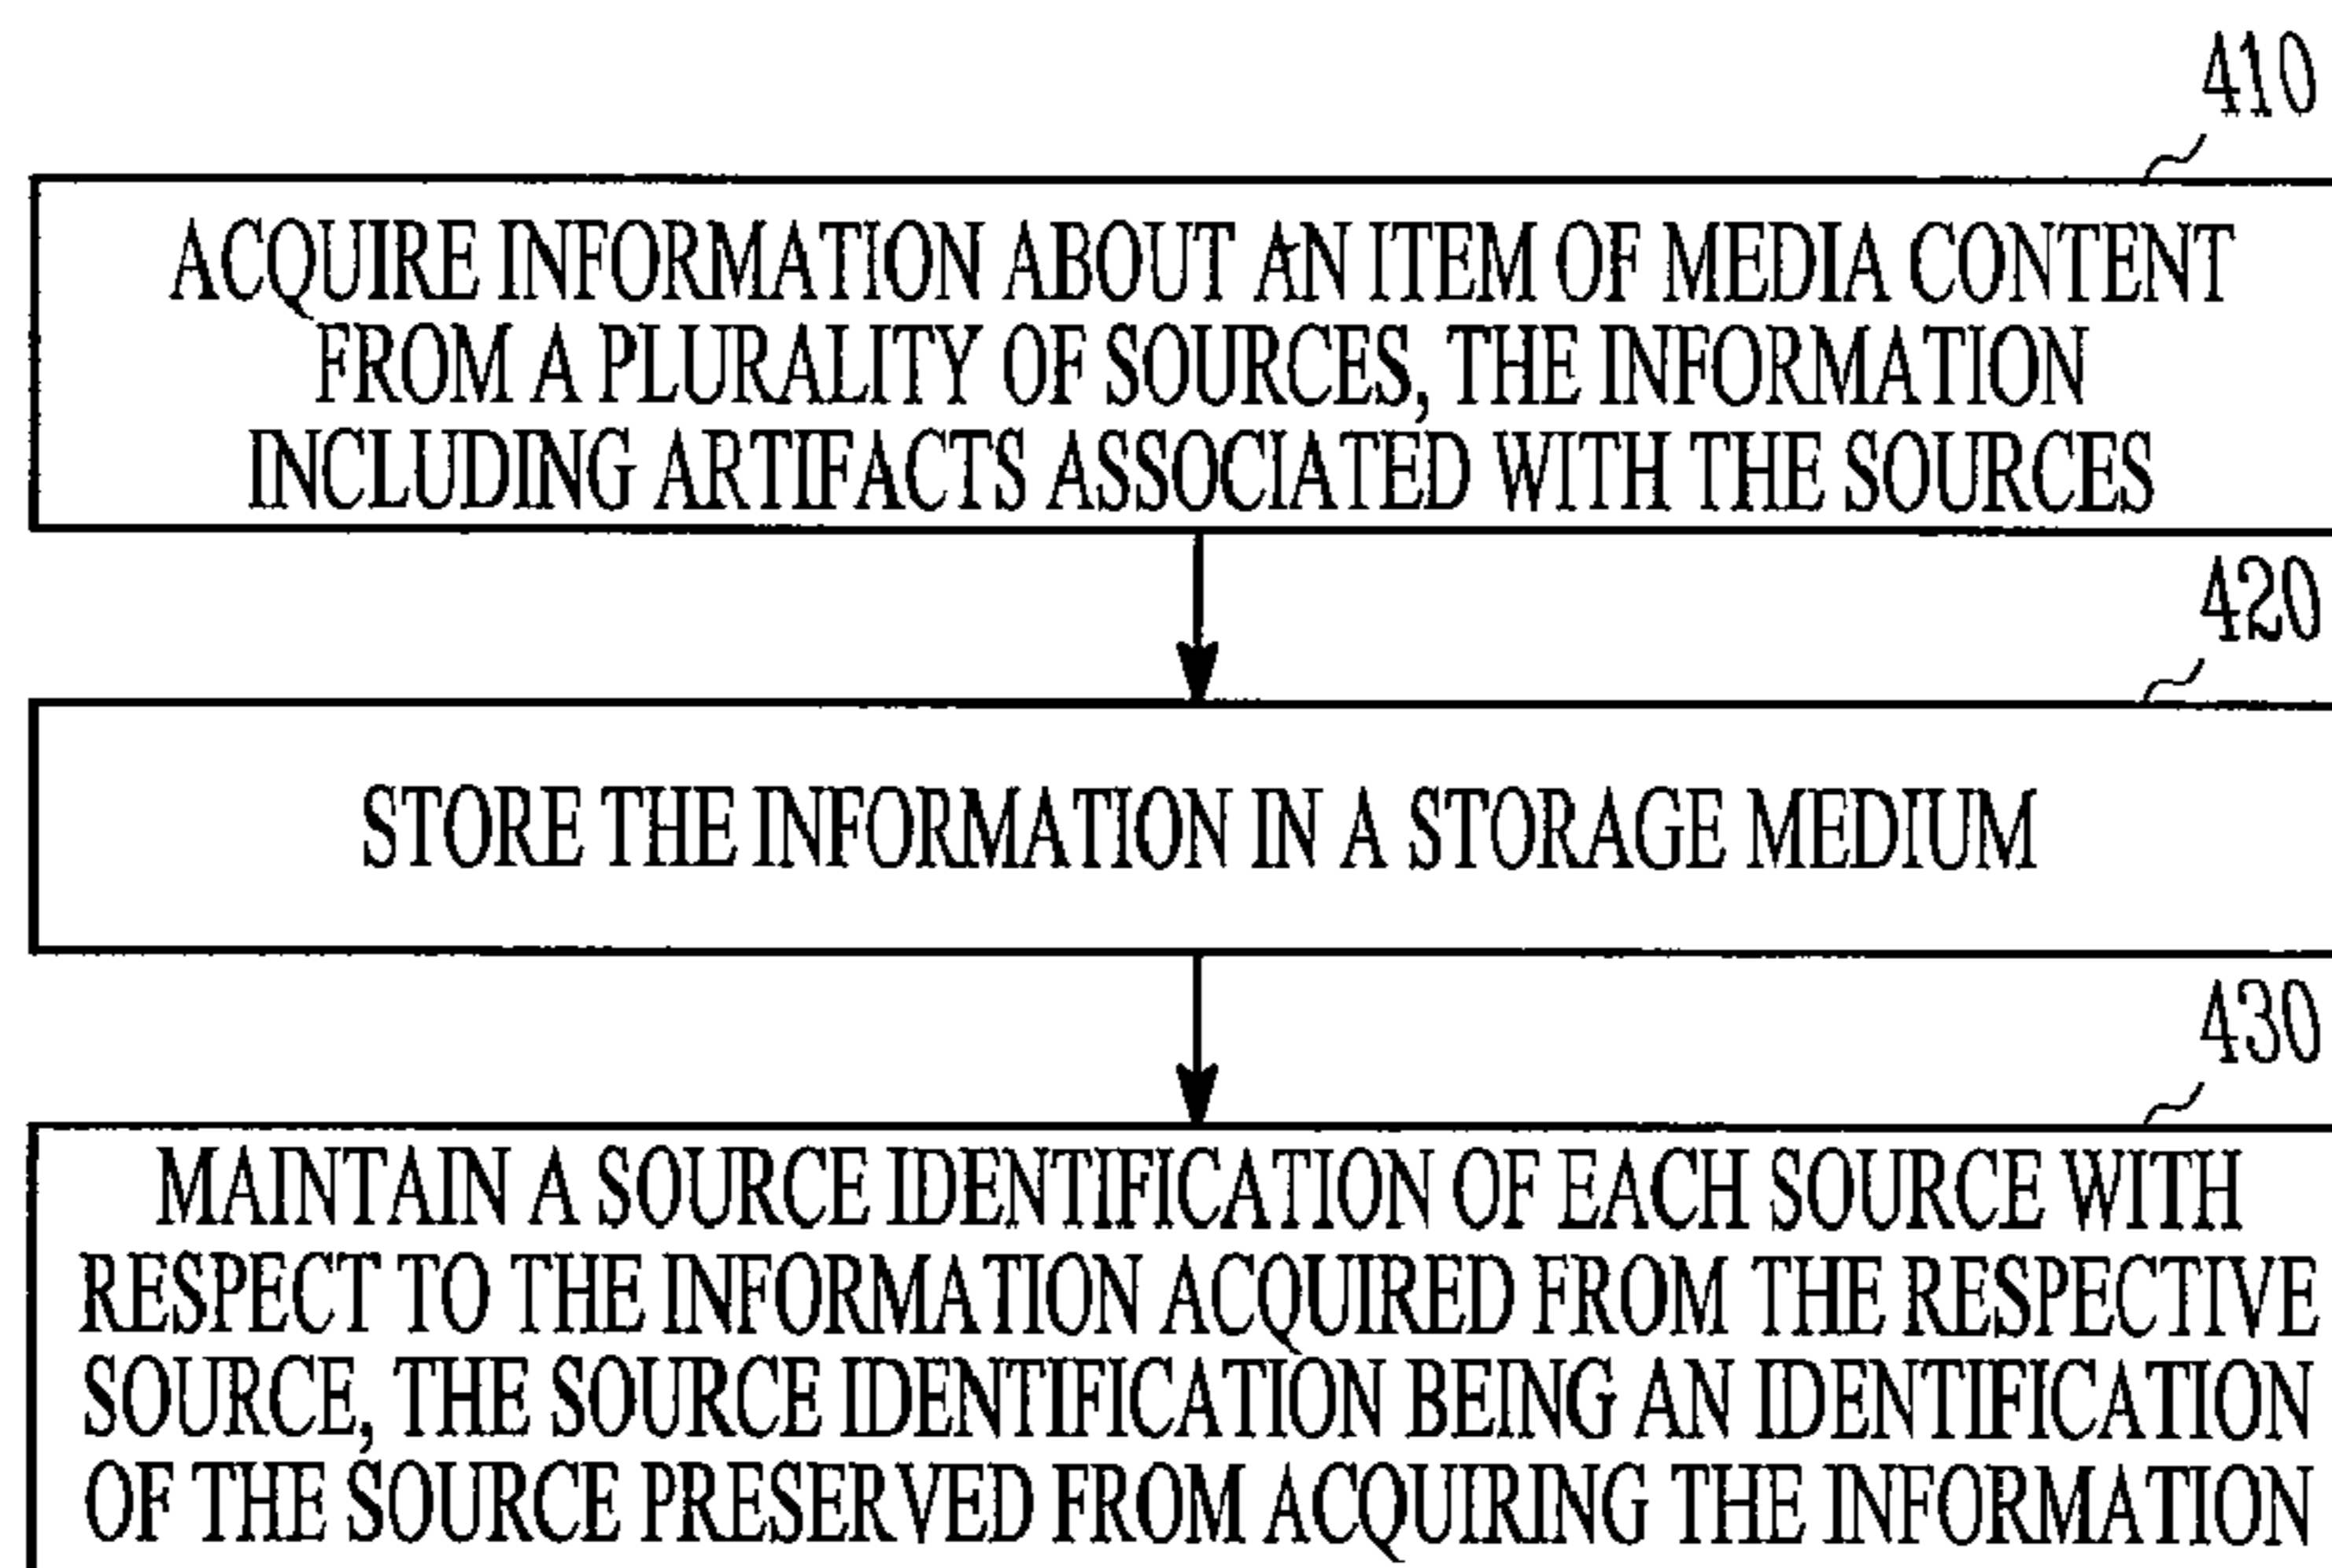 410
ACQUIRE INFORMATION ABOUT AN ITEM OF MEDIA CONTENT
FROM A PLURALITY OF SOURCES, THE INFORMATION
INCLUDING ARTIFACTS ASSOCIATED WITH THE SOURCES
420
STORE THE INFORMATION IN A STORAGE MEDIUM
430
MAINTAIN A SOURCE IDENTIFICATION OF EACH SOURCE WITH
RESPECT TO THE INFORMATION ACQUIRED FROM THE RESPECTIVE
SOURCE, THE SOURCE IDENTIFICATION BEING AN IDENTIFICATION
OF THE SOURCE PRESERVED FROM ACQUIRING THE INFORMATION